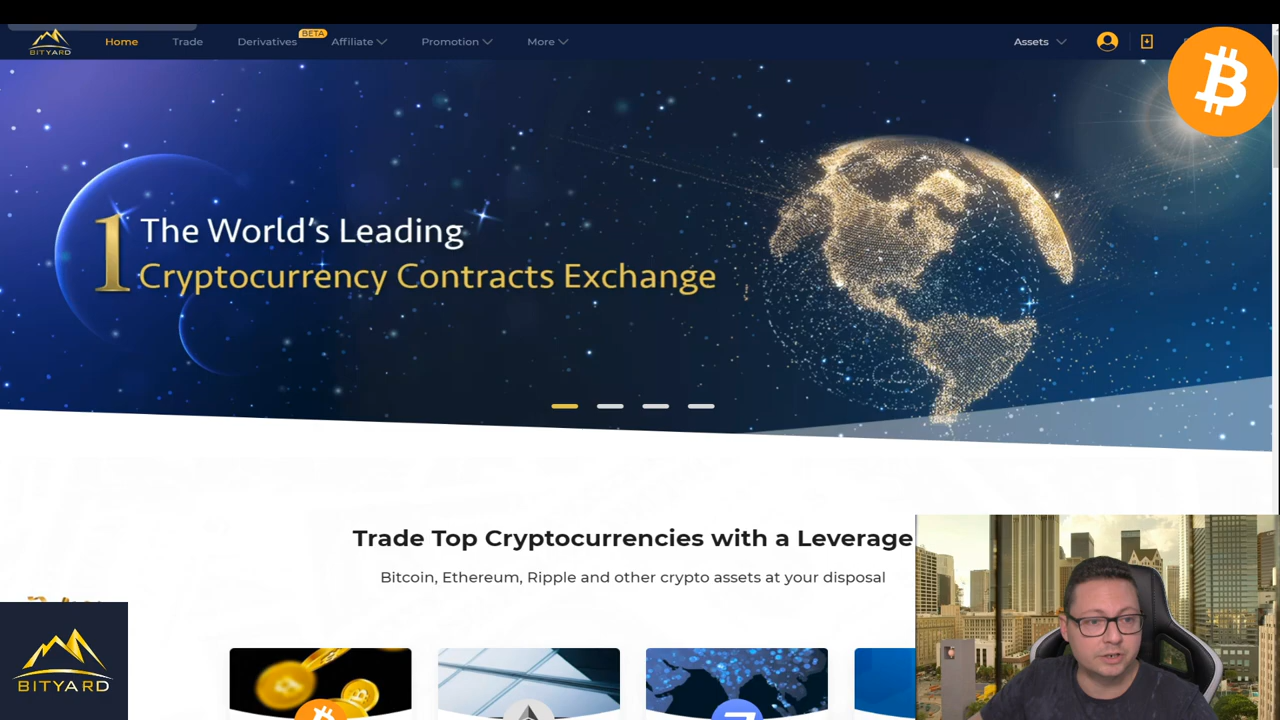 BITYARD
Home
Trade
Derivatives
BETA
Affiliate
Promotion
More
Assets
1 The World's Leading
Cryptocurrency Contracts Exchange
Trade Top Cryptocurrencies with a Leverage
Bitcoin, Ethereum, Ripple and other crypto assets at your disposal
BITYARD